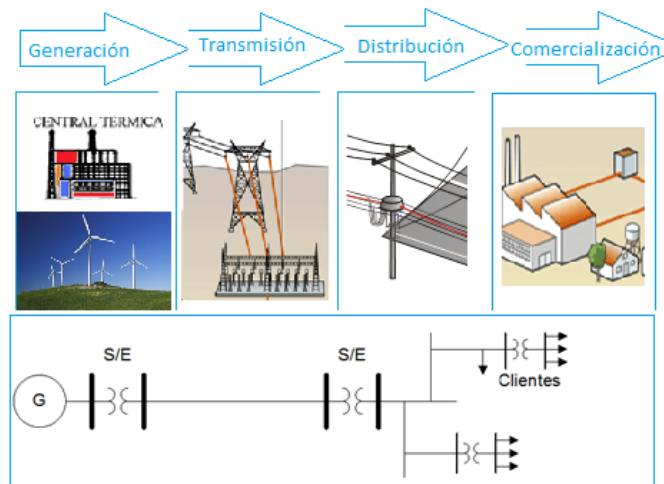 Generación
Transmisión
Distribución
Comercialización
CENTRAL TERMICA
S/E
S/E
Clientes
G